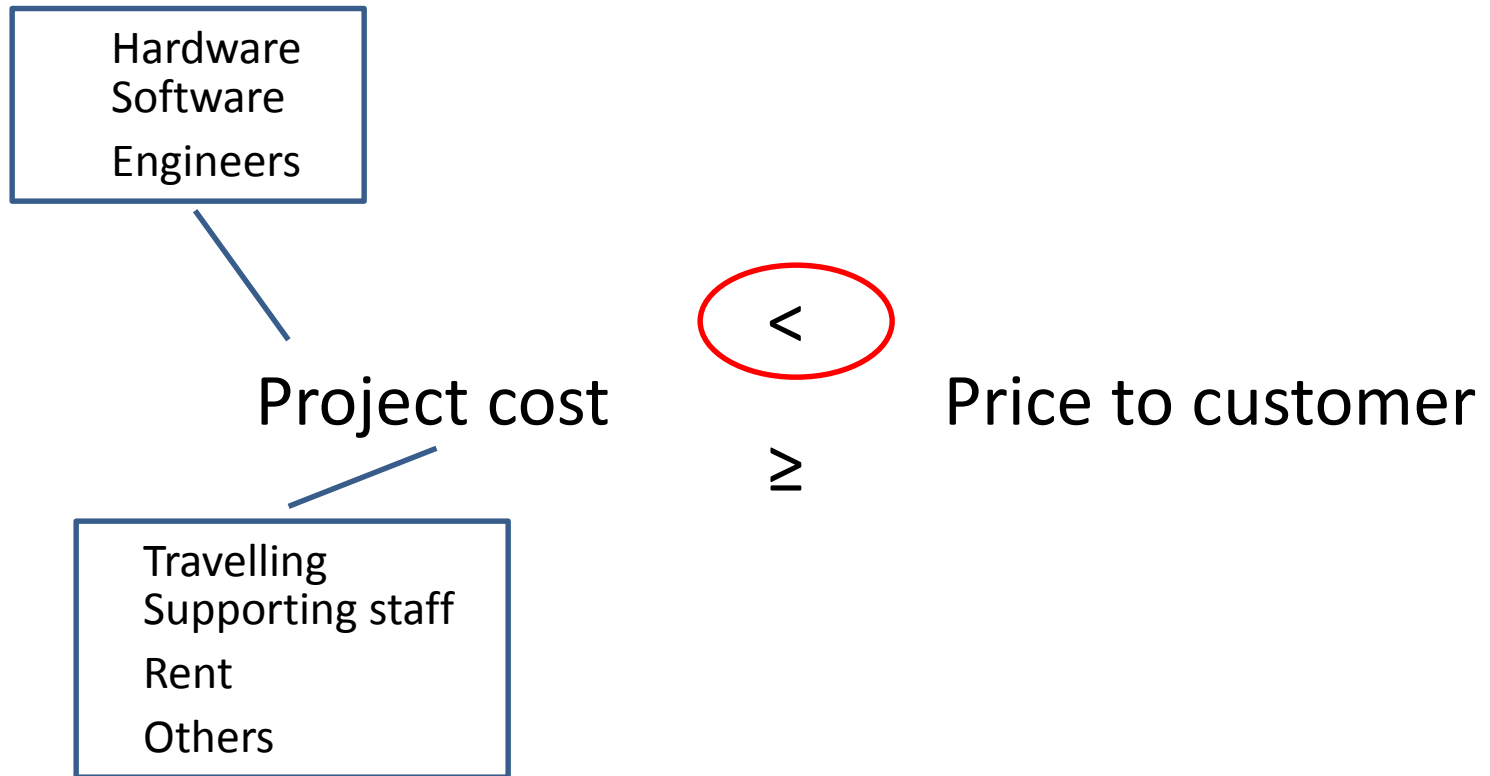 Hardware
Software
Engineers
<
Project cost
Price to customer
≥
Travelling
Supporting staff
Rent
Others